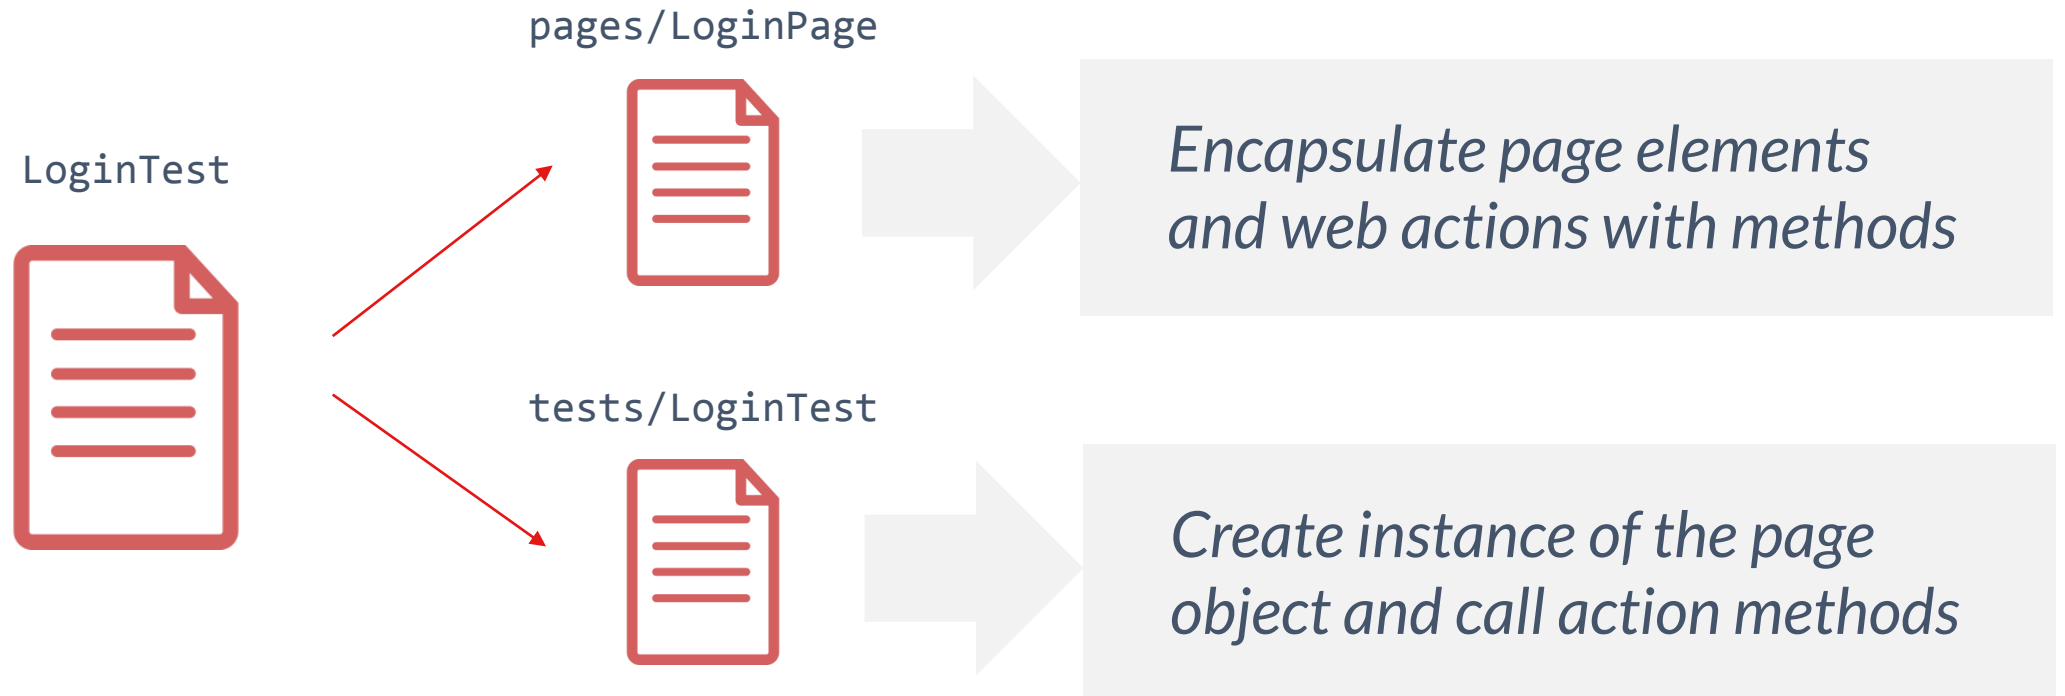 pages/LoginPage
LoginTest
Encapsulate page elements
and web actions with methods
tests/LoginTest
Create instance of the page
object and call action methods